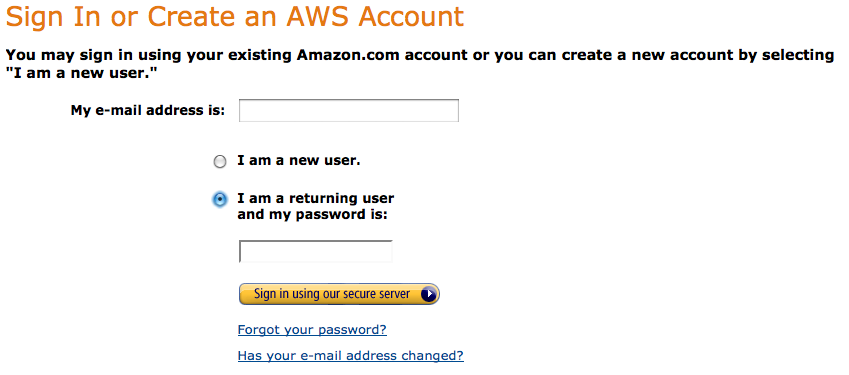 Sign In or Create an AWS Account
You may sign in using your existing Amazon.com account or you can create a new account by selecting
"I am a new user."
My e-mail address is:
I am a new user.
I am a returning user
and my password is:
Sign in using our secure server
Forgot your password?
Has your e-mail address changed?